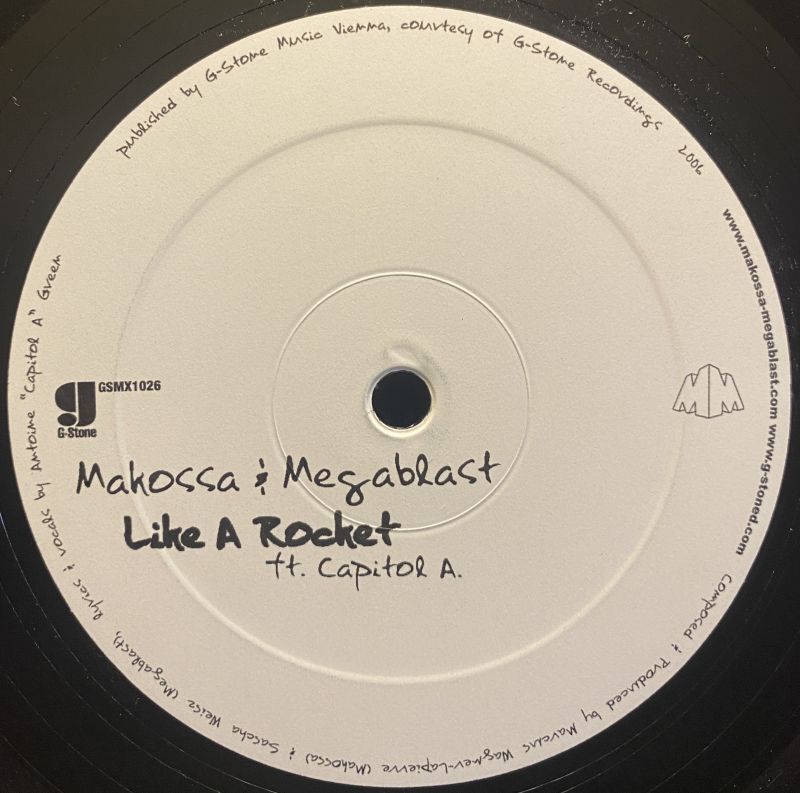 published by G-Stone Music Vienna, courtesy of G-Stone Recordings 2006
www.makossa-megablast.com www.g-stoned.com
composed & Produced by Marcus Wagner-Lapierre (Makossa) & Sascha Weisz (Megablast), lyrics & vocals by Antoine "Capitol A" Green
g
GSMX1026
G-Stone
Makossa & Megablast
Like A Rocket
ft. Capitol A.